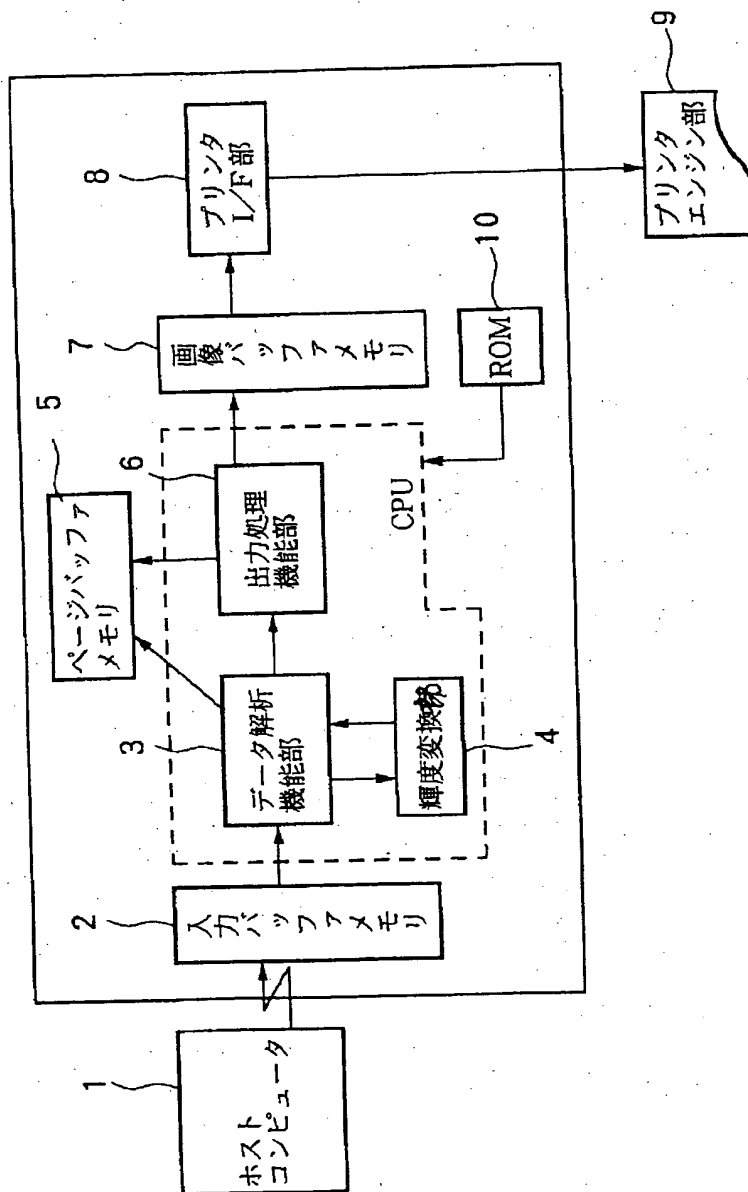 1
ホスト
コンピュータ
2
入力バッファメモリ
3
データ解析
機能部
輝度変換部
4
5
ページバッファ
メモリ
6
出力処理
機能部
CPU
7
画像バッファメモリ
8
プリンタ
I/F部
10
ROM
9
プリンタ
エンジン部